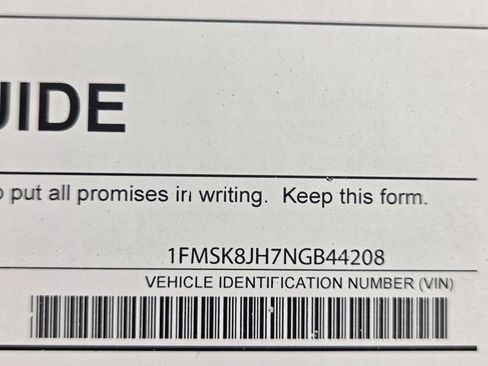 UIDE
o put all promises in writing. Keep this form.
1FMSK8JH7NGB44208
VEHICLE IDENTIFICATION NUMBER (VIN)